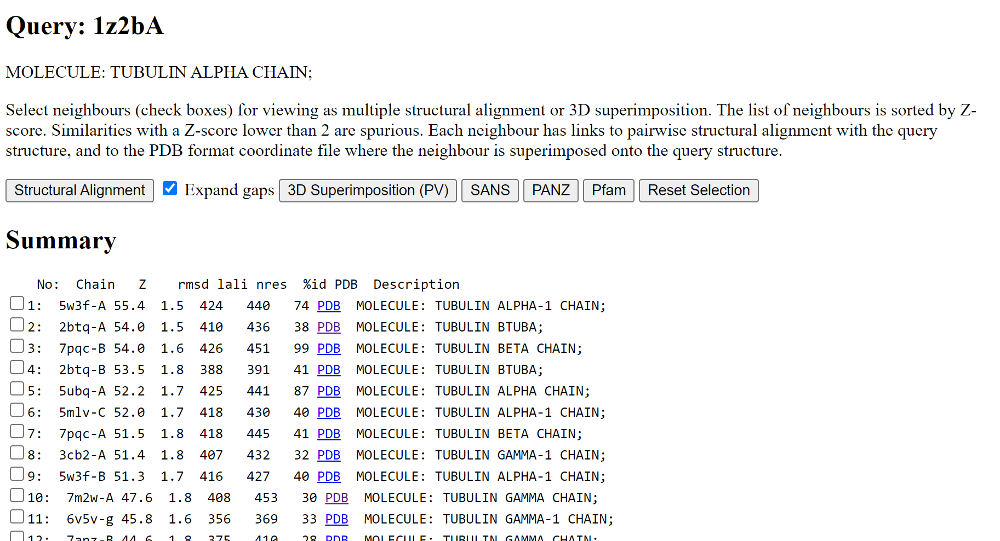 Query: 1z2bA
MOLECULE: TUBULIN ALPHA CHAIN;
Select neighbours (check boxes) for viewing as multiple structural alignment or 3D superimposition. The list of neighbours is sorted by Z-
score. Similarities with a Z-score lower than 2 are spurious. Each neighbour has links to pairwise structural alignment with the query
structure, and to the PDB format coordinate file where the neighbour is superimposed onto the query structure.
Structural Alignment Expand gaps 3D Superimposition (PV) SANS PANZ Pfam Reset Selection
Summary
No: Chain Z rmsd lali nres %id PDB Description
1: 5w3f-A 55.4 1.5 424 440 74 PDB MOLECULE: TUBULIN ALPHA-1 CHAIN;
2: 2btq-A 54.0 1.5 410 436 38 PDB MOLECULE: TUBULIN BTUBA;
3: 7pqc-B 54.0 1.6 426 451 99 PDB MOLECULE: TUBULIN BETA CHAIN;
4: 2btq-B 53.5 1.8 388 391 41 PDB MOLECULE: TUBULIN BTUBA;
5: 5ubq-A 52.2 1.7 425 441 87 PDB MOLECULE: TUBULIN ALPHA CHAIN;
6: 5mlv-C 52.0 1.7 418 430 40 PDB MOLECULE: TUBULIN ALPHA-1 CHAIN;
7: 7pqc-A 51.5 1.8 418 445 41 PDB MOLECULE: TUBULIN BETA CHAIN;
8: 3cb2-A 51.4 1.8 407 432 32 PDB MOLECULE: TUBULIN GAMMA-1 CHAIN;
9: 5w3f-B 51.3 1.7 416 427 40 PDB MOLECULE: TUBULIN ALPHA-1 CHAIN;
10: 7m2w-A 47.6 1.8 408 453 30 PDB MOLECULE: TUBULIN GAMMA CHAIN;
11: 6v5v-g 45.8 1.6 356 369 33 PDB MOLECULE: TUBULIN GAMMA-1 CHAIN;
12: 7anz-B 44.6 1.8 375 410 28 PDB MOLECULE: TUBULIN GAMMA CHAIN;